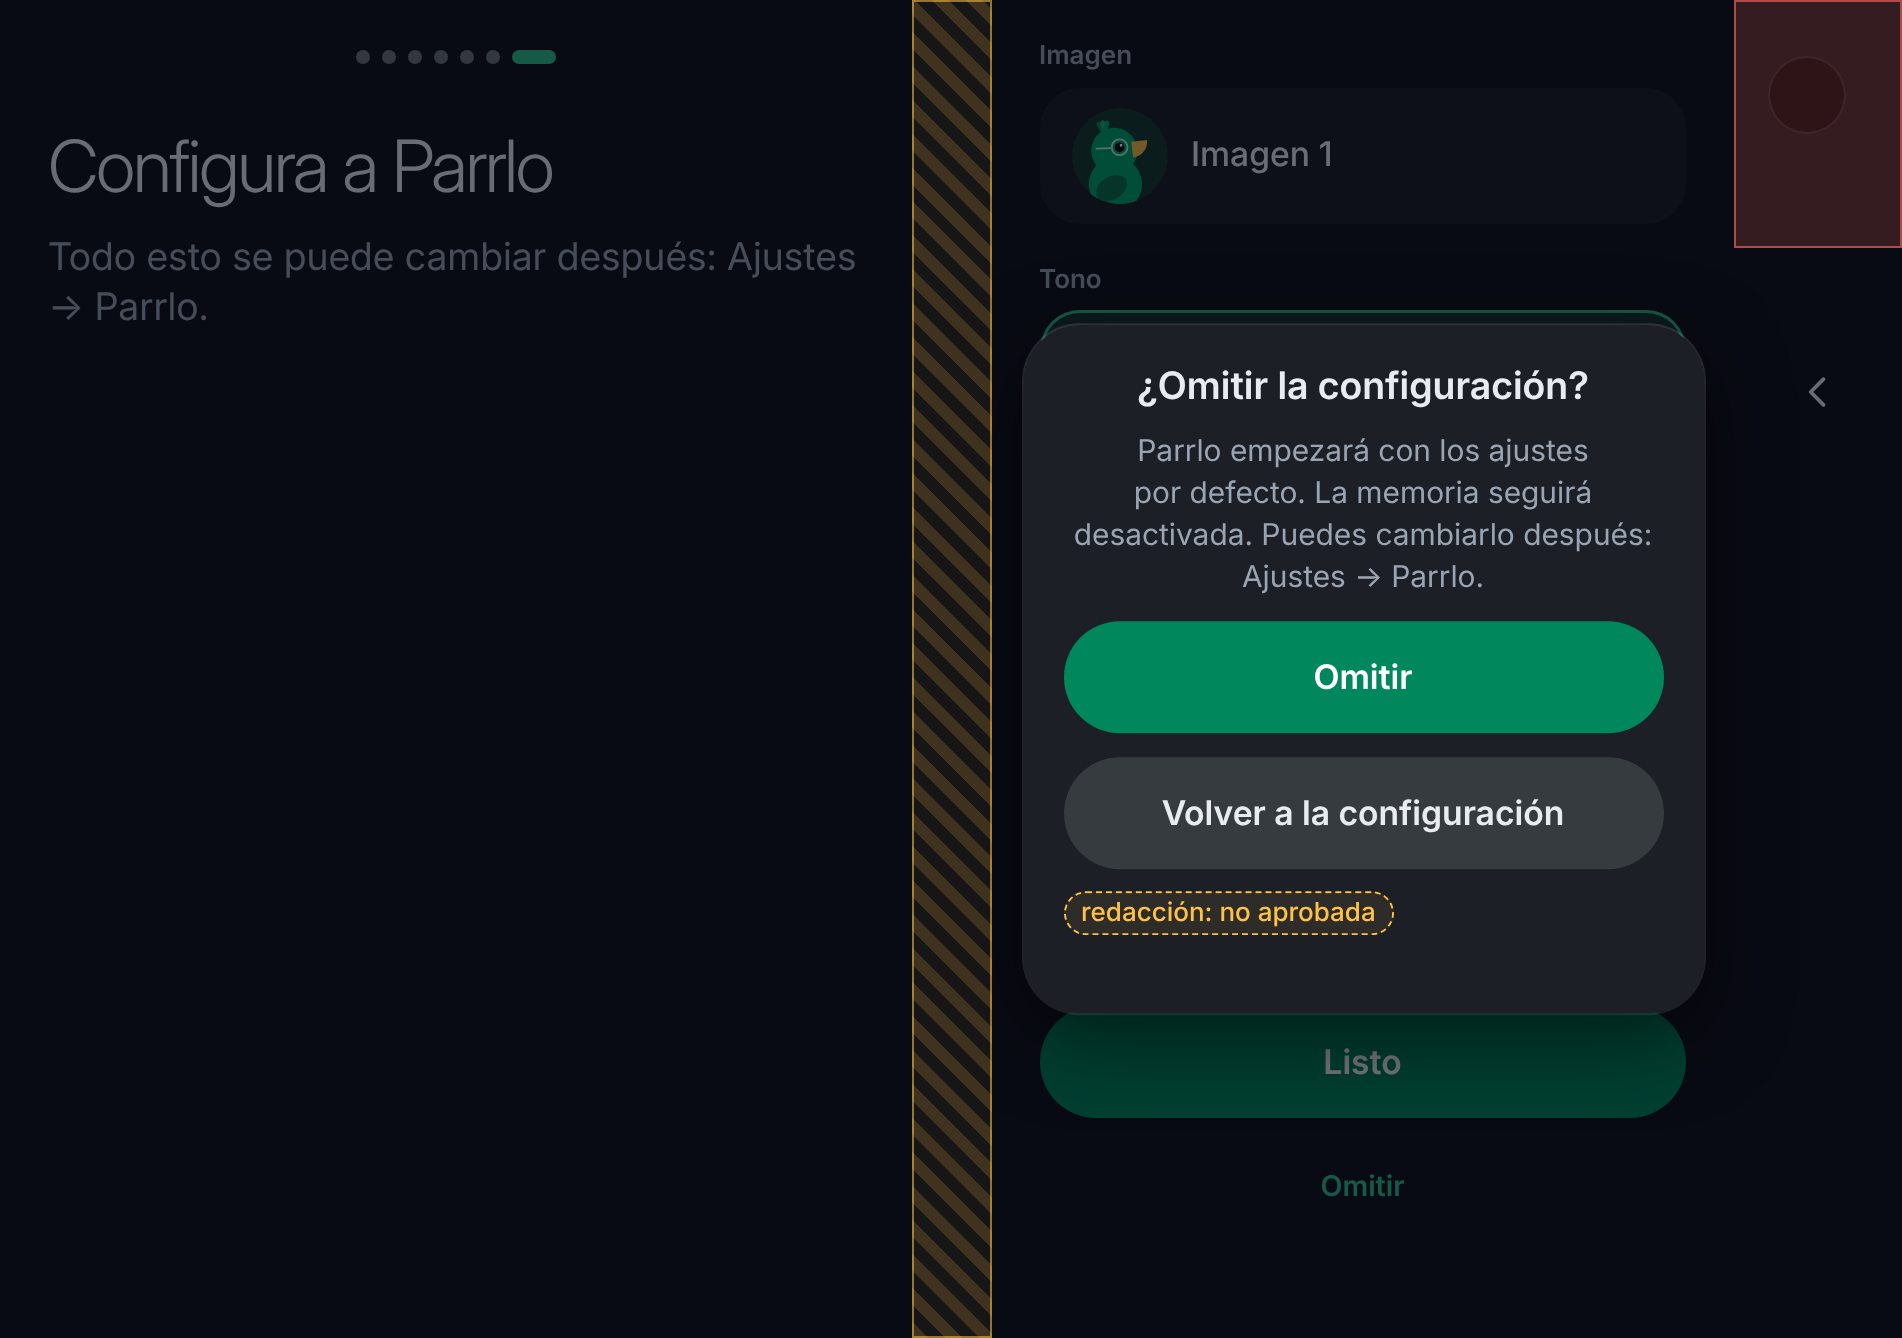 Configura a Parrlo
Todo esto se puede cambiar después: Ajustes
→ Parrlo.
Imagen
Imagen 1
Tono
¿Omitir la configuración?
Parrlo empezará con los ajustes
por defecto. La memoria seguirá
desactivada. Puedes cambiarlo después:
Ajustes → Parrlo.
Omitir
Volver a la configuración
redacción: no aprobada
Listo
Omitir